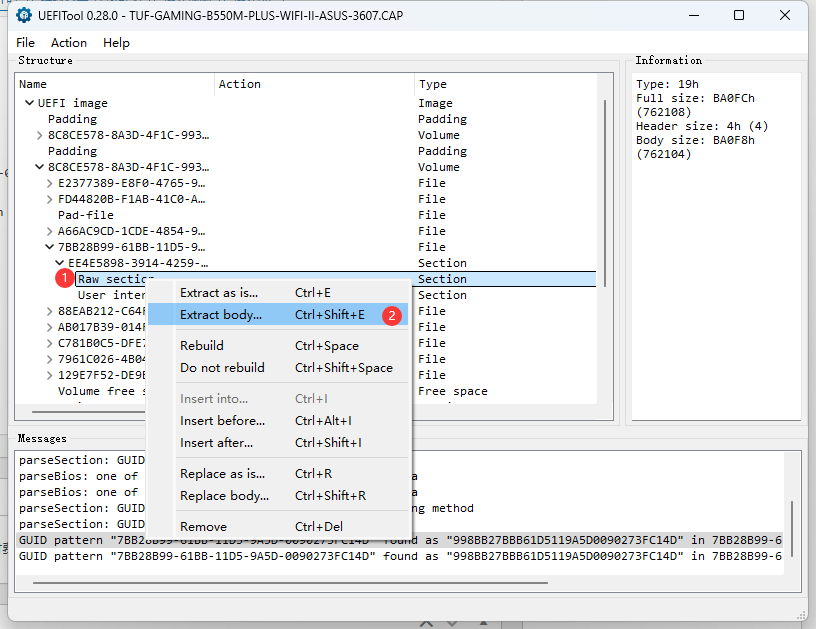 UEFITool 0.28.0 - TUF-GAMING-B550M-PLUS-WIFI-II-ASUS-3607.CAP
File Action Help
Structure
Name Action Type
UEFI image Image
Padding Padding
8C8CE578-8A3D-4F1C-993… Volume
Padding Padding
8C8CE578-8A3D-4F1C-993… Volume
E2377389-E8F0-4765-9… File
FD44820B-F1AB-41C0-A… File
Pad-file File
A66AC9CD-1CDE-4854-9… File
7BB28B99-61BB-11D5-9… File
EE4E5898-3914-4259-… Section
1 Raw section Section
User inter Section
88EAB212-C64F File
AB017B39-014F File
C781B0C5-DFE7 File
7961C026-4B04 File
129E7F52-DE9E File
Volume free s Free space
Extract as is... Ctrl+E
Extract body... Ctrl+Shift+E 2
Rebuild Ctrl+Space
Do not rebuild Ctrl+Shift+Space
Insert into... Ctrl+I
Insert before... Ctrl+Alt+I
Insert after... Ctrl+Shift+I
Replace as is... Ctrl+R
Replace body... Ctrl+Shift+R
Remove Ctrl+Del
Information
Type: 19h
Full size: BA0FCh
(762108)
Header size: 4h (4)
Body size: BA0F8h
(762104)
Messages
parseSection: GUID
parseBios: one of a
parseBios: one of a
parseSection: GUID ng method
parseSection: GUID
GUID pattern "7BB28B99-61BB-11D5-9A5D-0090273FC14D" found as "998BB27BBB61D5119A5D0090273FC14D" in 7BB28B99-6
GUID pattern "7BB28B99-61BB-11D5-9A5D-0090273FC14D" found as "998BB27BBB61D5119A5D0090273FC14D" in 7BB28B99-6